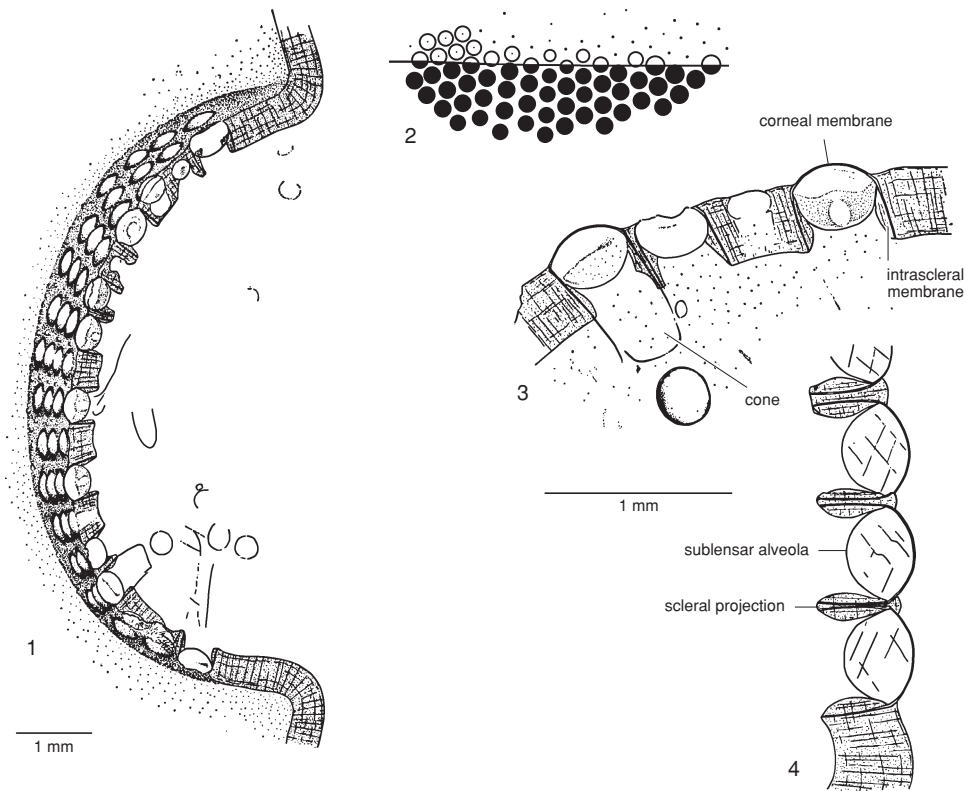 2
corneal membrane
intrascleral
membrane
3
cone
1 mm
sublensar alveola
scleral projection
1
1 mm
4